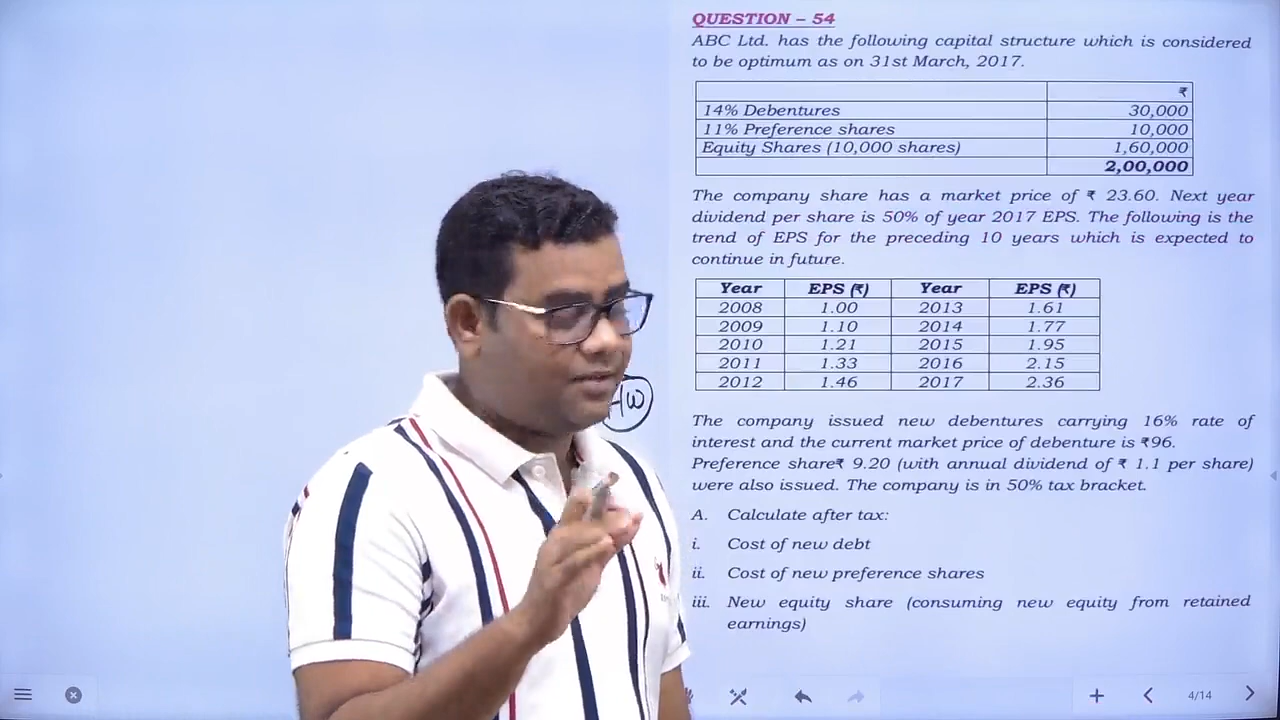 QUESTION – 54
ABC Ltd. has the following capital structure which is considered
to be optimum as on 31st March, 2017.
₹
14% Debentures 30,000
11% Preference shares 10,000
Equity Shares (10,000 shares) 1,60,000
2,00,000
The company share has a market price of ₹ 23.60. Next year
dividend per share is 50% of year 2017 EPS. The following is the
trend of EPS for the preceding 10 years which is expected to
continue in future.
Year EPS (₹) Year EPS (₹)
2008 1.00 2013 1.61
2009 1.10 2014 1.77
2010 1.21 2015 1.95
2011 1.33 2016 2.15
2012 1.46 2017 2.36
HW
The company issued new debentures carrying 16% rate of
interest and the current market price of debenture is ₹96.
Preference share₹ 9.20 (with annual dividend of ₹ 1.1 per share)
were also issued. The company is in 50% tax bracket.
A. Calculate after tax:
i. Cost of new debt
ii. Cost of new preference shares
iii. New equity share (consuming new equity from retained
earnings)
4/14